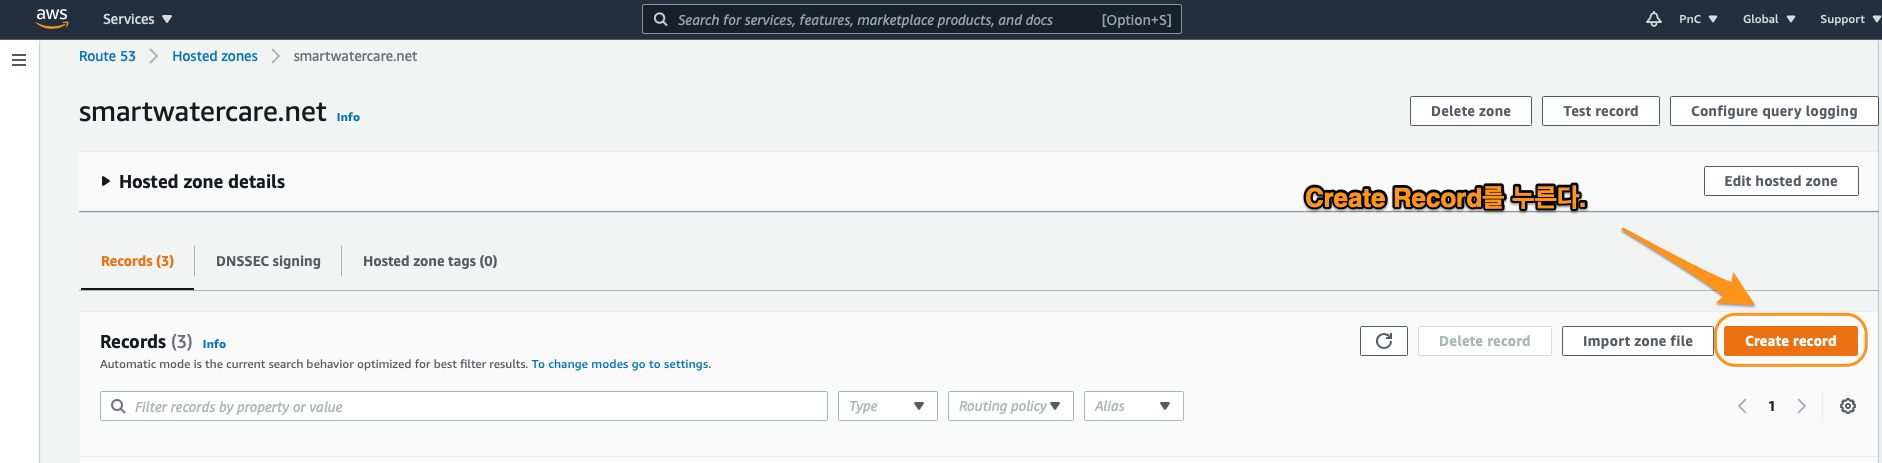 aws Services Search for services, features, marketplace products, and docs [Option+S] PnC Global Support
Route 53 Hosted zones smartwatercare.net
smartwatercare.net Info Delete zone Test record Configure query logging
Hosted zone details Edit hosted zone
Create Record를 누른다.
Records (3) DNSSEC signing Hosted zone tags (0)
Records (3) Info Delete record Import zone file Create record
Automatic mode is the current search behavior optimized for best filter results. To change modes go to settings.
Filter records by property or value Type Routing policy Alias 1